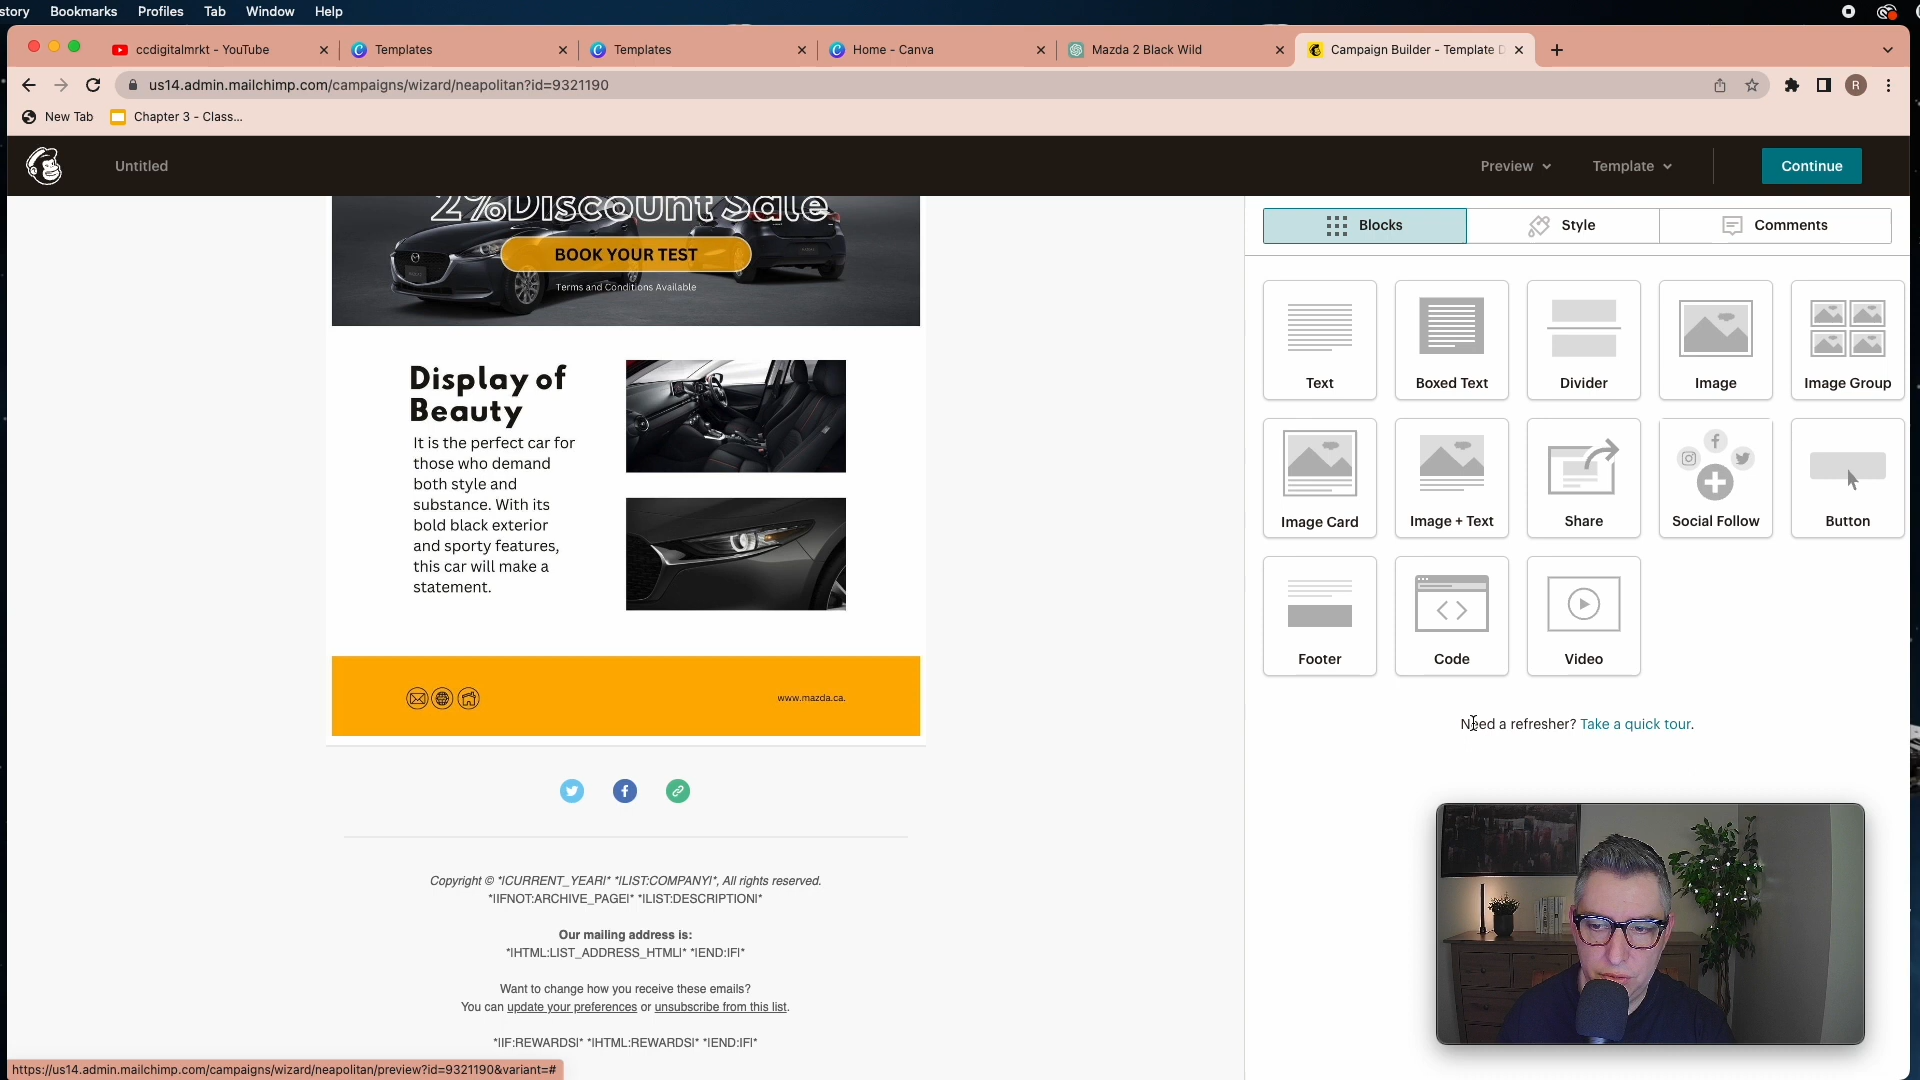 story Bookmarks Profiles Tab Window Help
ccdigitalmrkt - YouTube Templates Templates Home - Canva Mazda 2 Black Wild Campaign Builder - Template D
us14.admin.mailchimp.com/campaigns/wizard/neapolitan?id=9321190 R
New Tab Chapter 3 - Class...
Untitled Preview Template Continue
2%Discount Sale
Blocks Style Comments
BOOK YOUR TEST
Terms and Conditions Available
Display of
Beauty
It is the perfect car for
those who demand
both style and
substance. With its
bold black exterior
and sporty features,
this car will make a
statement.
Text Boxed Text Divider Image Image Group
Image Card Image + Text Share Social Follow Button
Footer Code Video
Need a refresher? Take a quick tour.
www.mazda.ca.
Copyright © *|CURRENT_YEAR|* *|LIST:COMPANY|*, All rights reserved.
*|IFNOT:ARCHIVE_PAGE|* *|LIST:DESCRIPTION|*
Our mailing address is:
*|HTML:LIST_ADDRESS_HTML|* *|END:IF|*
Want to change how you receive these emails?
You can update your preferences or unsubscribe from this list.
*|IF:REWARDS|* *|HTML:REWARDS|* *|END:IF|*
https://us14.admin.mailchimp.com/campaigns/wizard/neapolitan/preview?id=9321190&variant=#